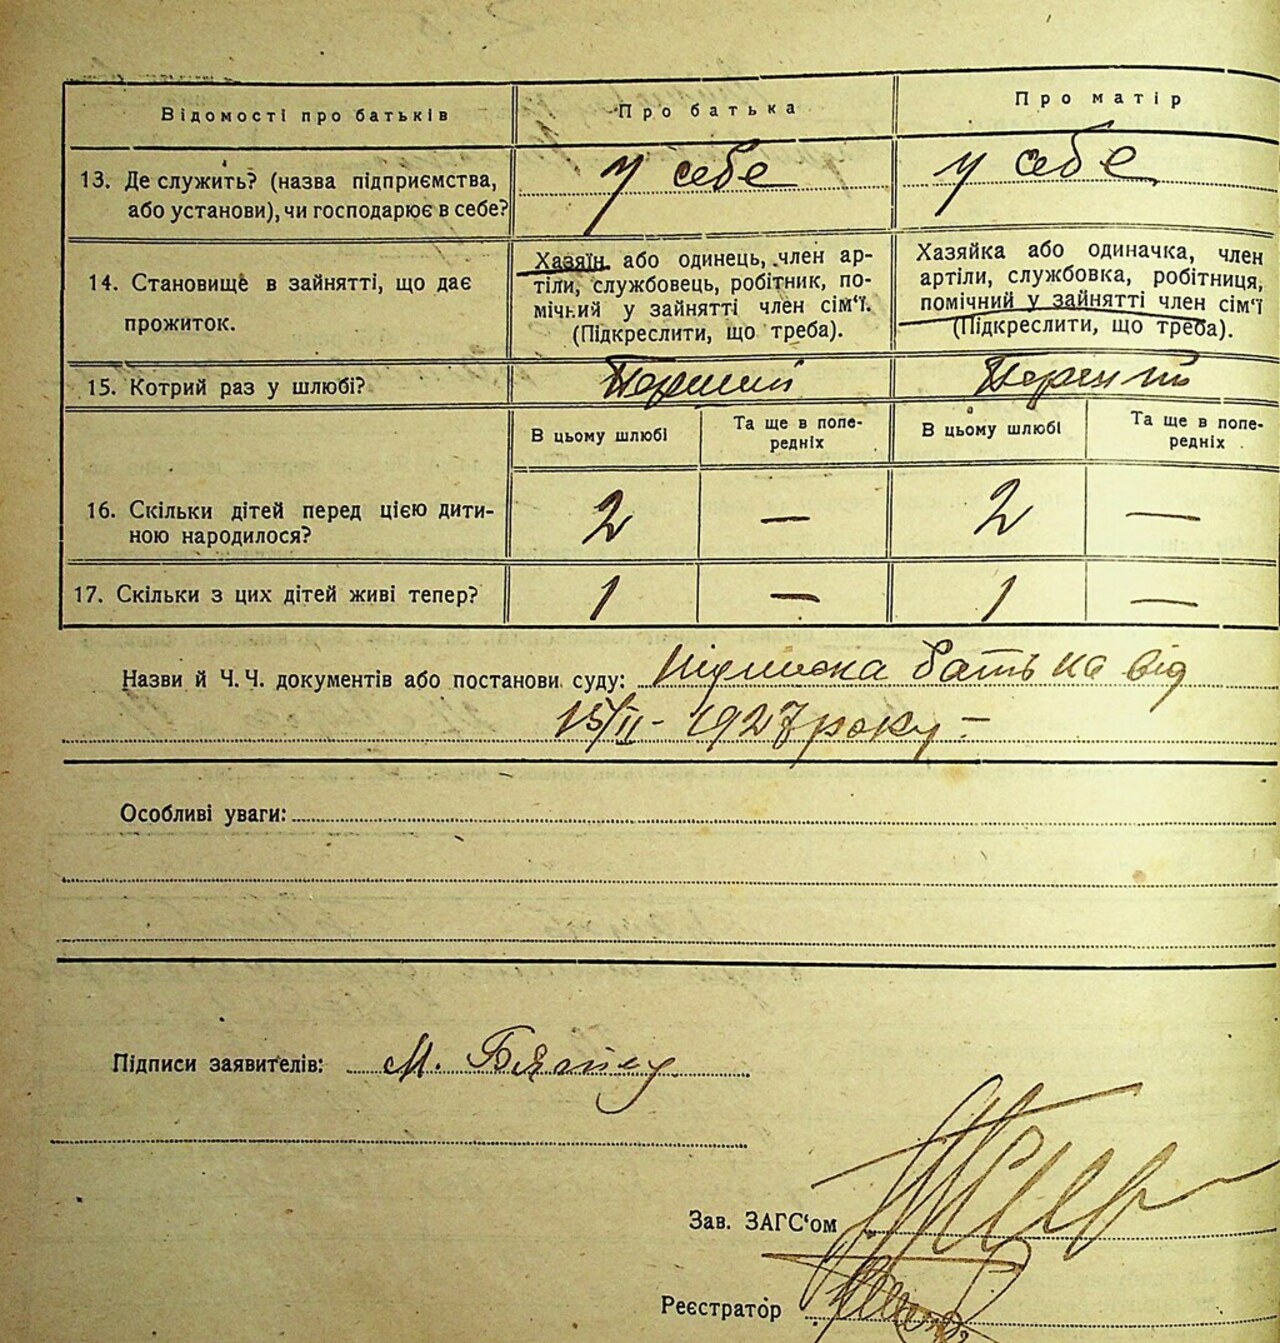 Відомості про батьків
Про батька
Про матір
13. Де служить? (назва підприємства,
або установи), чи господарює в себе?
у себе
у себе
14. Становище в зайнятті, що дає
прожиток.
Хазяїн або одинець, член ар-
тіли, службовець, робітник, по-
мічний у зайнятті член сім‘ї.
(Підкреслити, що треба).
Хазяйка або одиначка, член
артіли, службовка, робітниця,
помічний у зайнятті член сім‘ї
(Підкреслити, що треба).
15. Котрий раз у шлюбі?
Перший
Перший
В цьому шлюбі
Та ще в попе-
редніх
В цьому шлюбі
Та ще в попе-
редніх
16. Скільки дітей перед цією дити-
ною народилося?
2
—
2
—
17. Скільки з цих дітей живі тепер?
1
—
1
—
Назви й Ч. Ч. документів або постанови суду: Підписка батька від
15/II - 1927 року -
Особливі уваги:
Підписи заявителів: М.
Зав. ЗАГС‘ом
Реєстратор